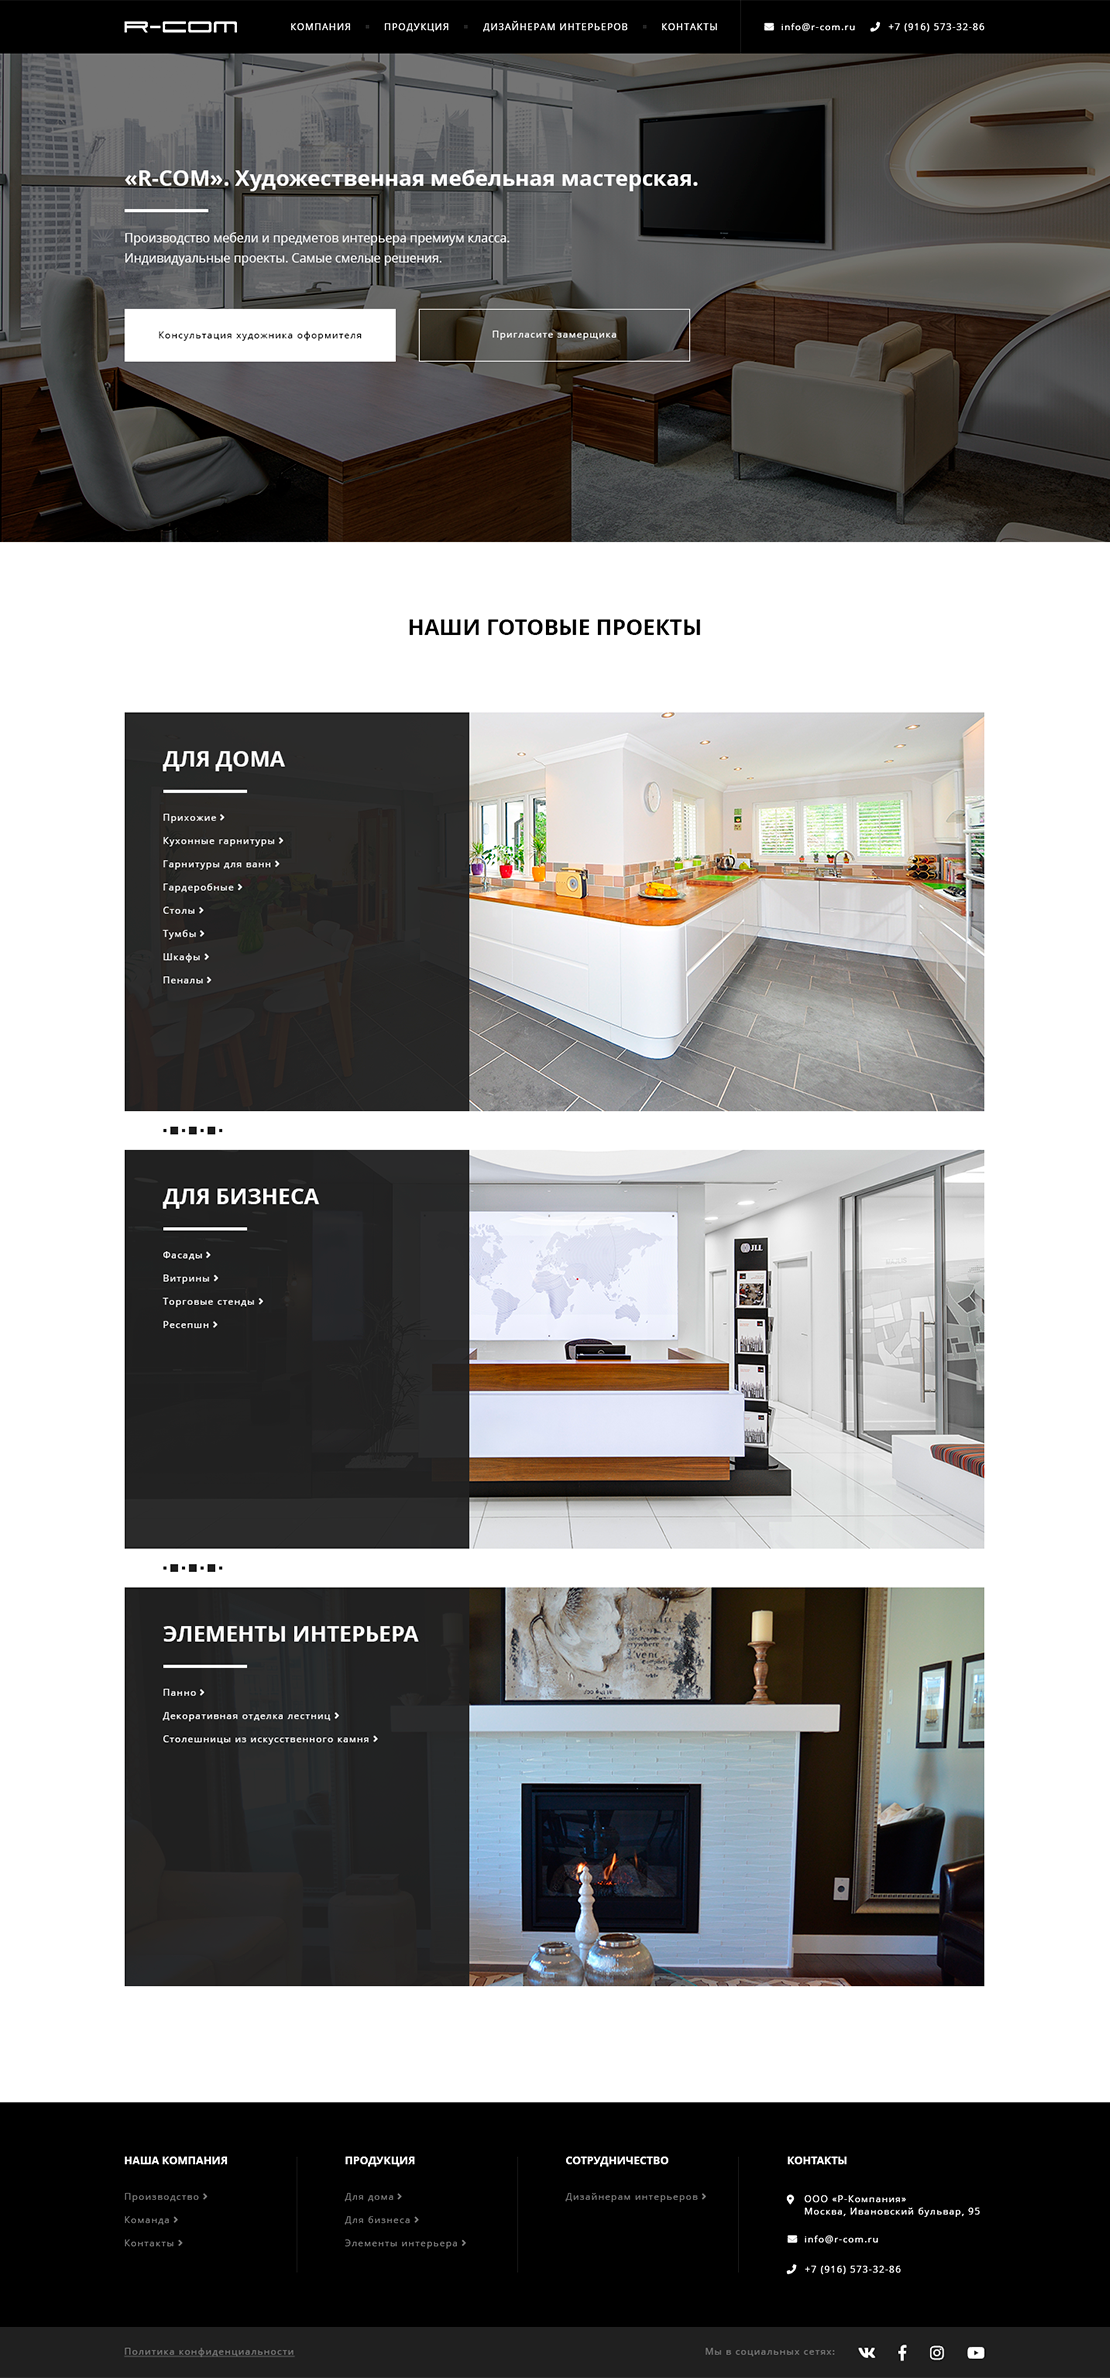 R-COM
КОМПАНИЯ ПРОДУКЦИЯ ДИЗАЙНЕРАМ ИНТЕРЬЕРОВ КОНТАКТЫ info@r-com.ru +7 (916) 573-32-86
«R-COM». Художественная мебельная мастерская.
Производство мебели и предметов интерьера премиум класса.
Индивидуальные проекты. Самые смелые решения.
Консультация художника оформителя
Пригласите замерщика
НАШИ ГОТОВЫЕ ПРОЕКТЫ
ДЛЯ ДОМА
Прихожие
Кухонные гарнитуры
Гарнитуры для ванн
Гардеробные
Столы
Тумбы
Шкафы
Пеналы
ДЛЯ БИЗНЕСА
Фасады
Витрины
Торговые стенды
Ресепшн
JLL
ЭЛЕМЕНТЫ ИНТЕРЬЕРА
Панно
Декоративная отделка лестниц
Столешницы из искусственного камня
НАША КОМПАНИЯ
Производство
Команда
Контакты
ПРОДУКЦИЯ
Для дома
Для бизнеса
Элементы интерьера
СОТРУДНИЧЕСТВО
Дизайнерам интерьеров
КОНТАКТЫ
ООО «Р-Компания»
Москва, Ивановский бульвар, 95
info@r-com.ru
+7 (916) 573-32-86
Политика конфиденциальности
Мы в социальных сетях: